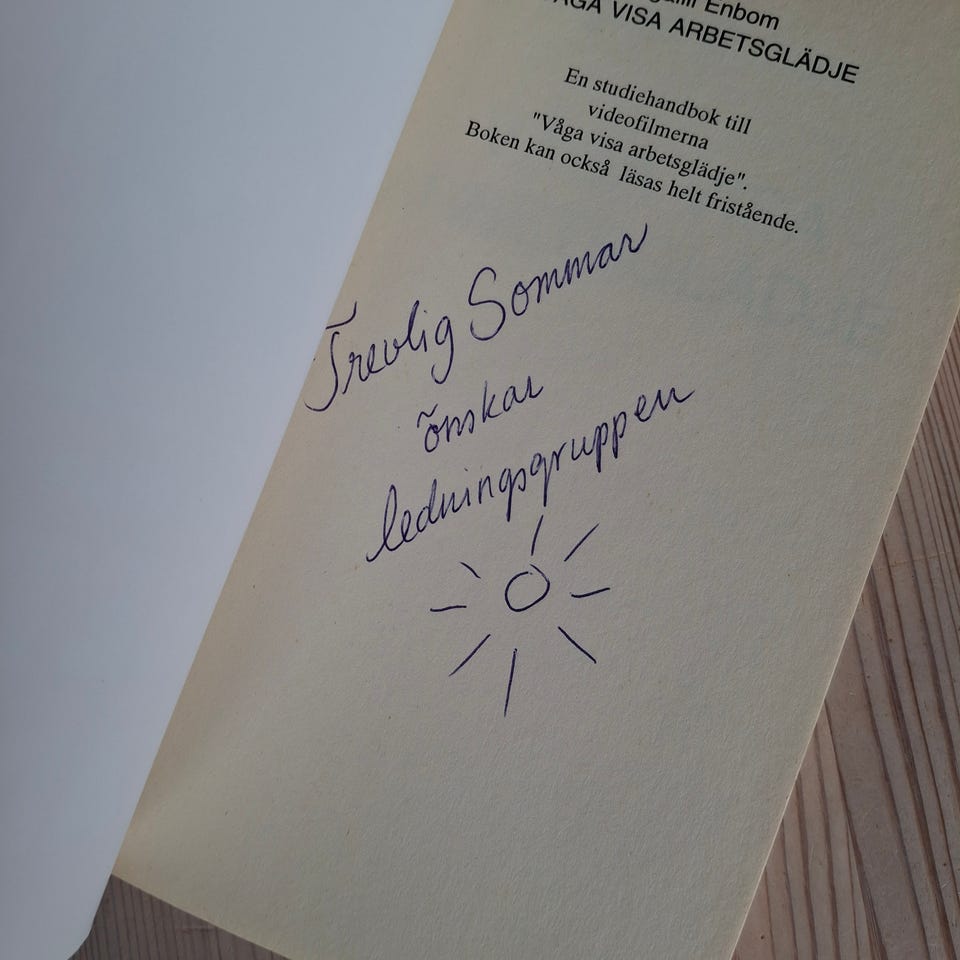 Enbom
VÅGA VISA ARBETSGLÄDJE
En studiehandbok till
videofilmerna
"Våga visa arbetsglädje".
Boken kan också läsas helt fristående.
Trevlig Sommar
önskar
ledningsgruppen